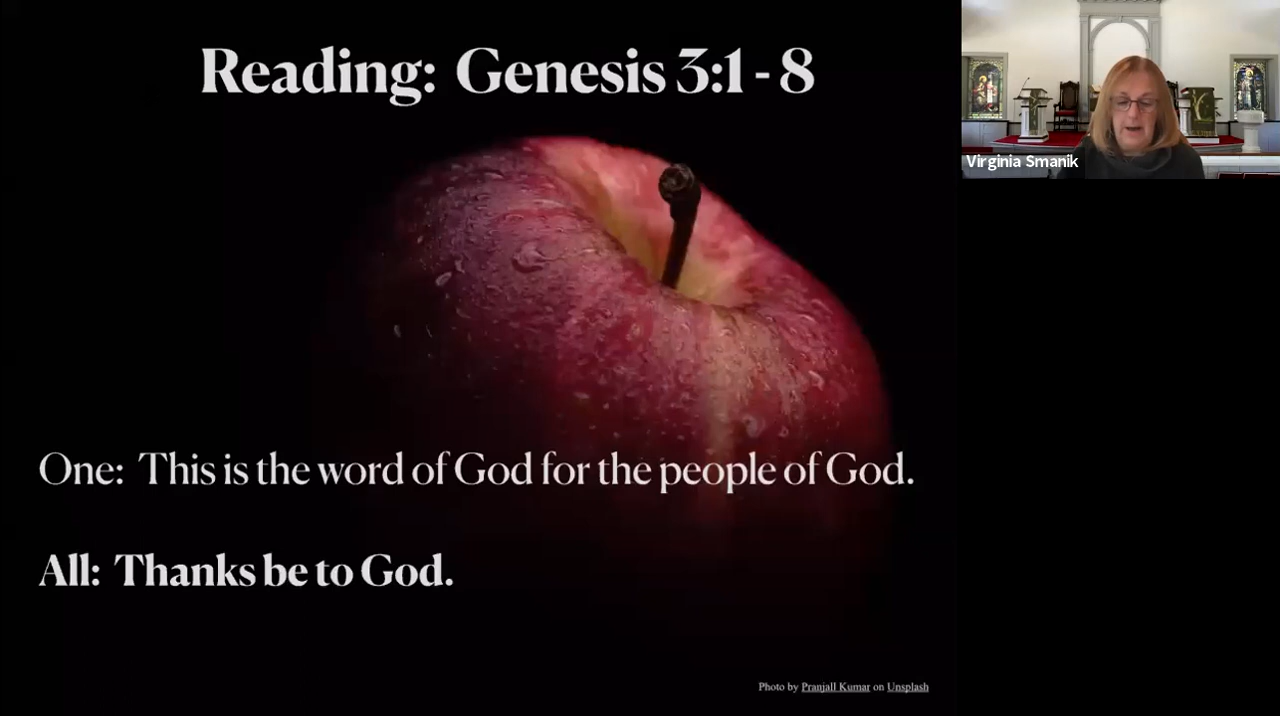 Reading: Genesis 3:1 - 8
Virginia Smanik
One: This is the word of God for the people of God.
All: Thanks be to God.
Photo by Pranjall Kumar on Unsplash